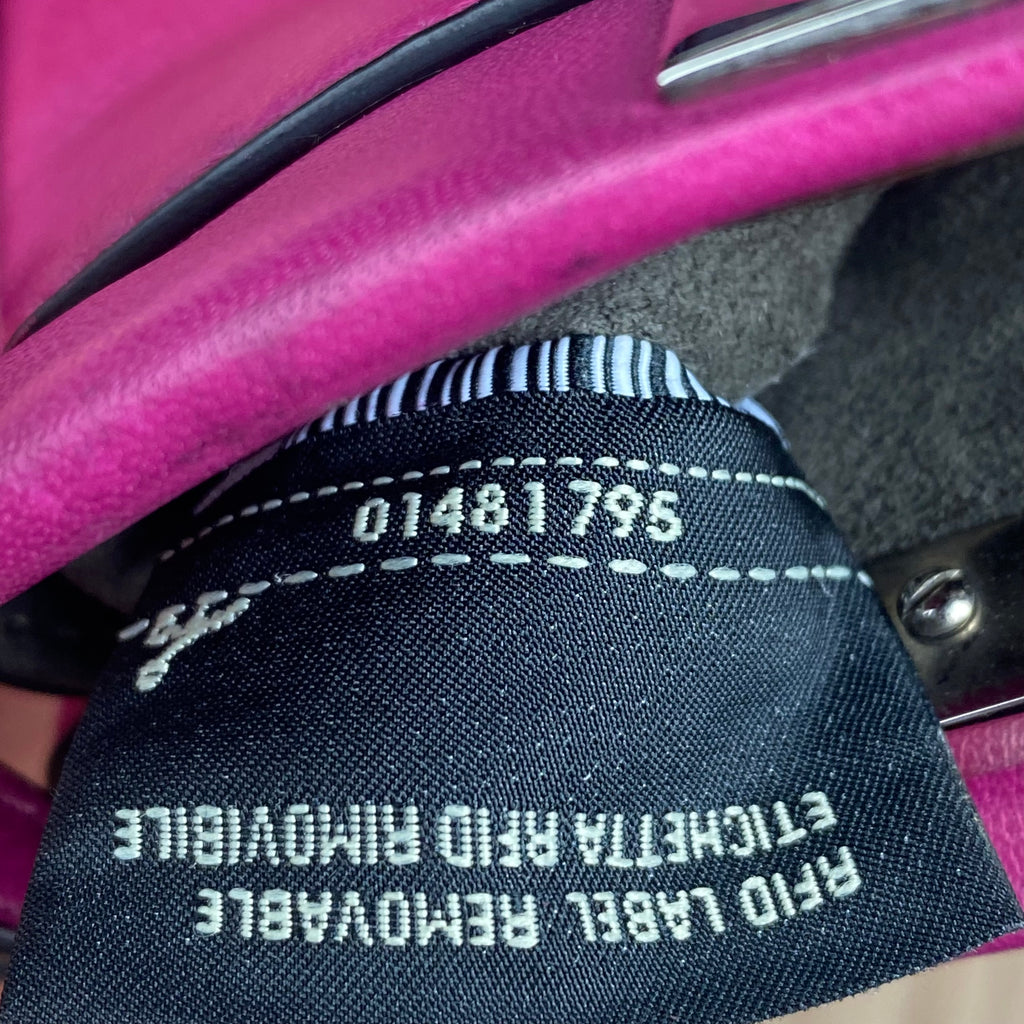 01481795
RFID LABEL REMOVABLE
ETICHETTA RFID RIMOVIBILE